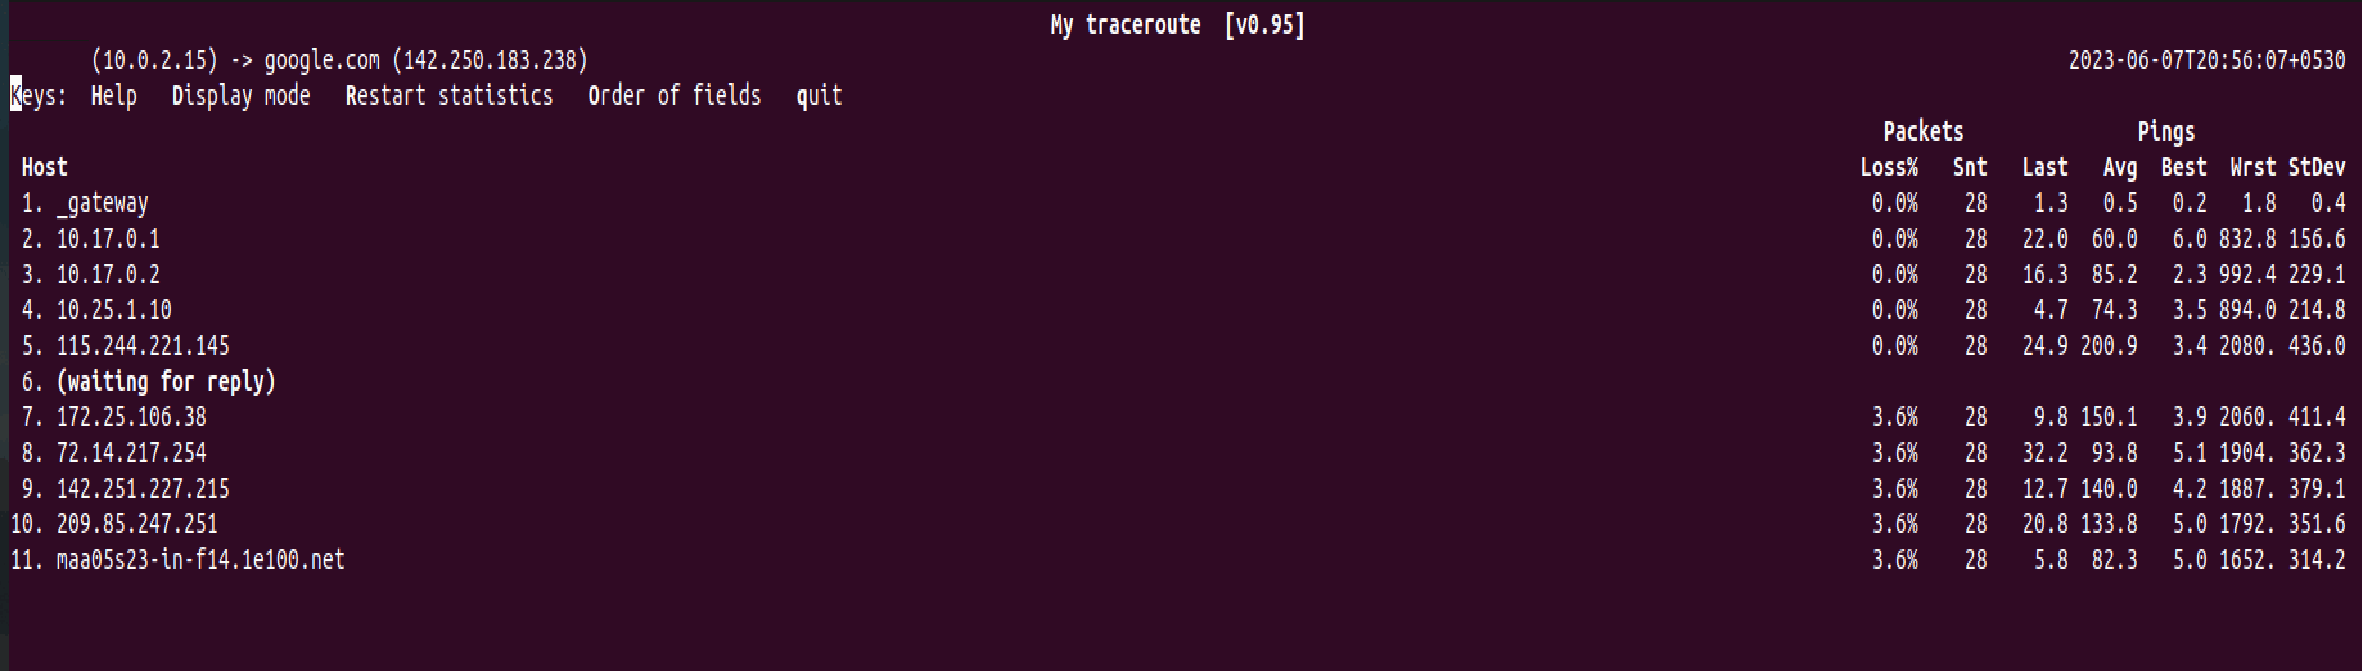 My traceroute [v0.95]
(10.0.2.15) -> google.com (142.250.183.238) 2023-06-07T20:56:07+0530
Keys: Help Display mode Restart statistics Order of fields quit
Packets Pings
Host Loss% Snt Last Avg Best Wrst StDev
1. _gateway 0.0% 28 1.3 0.5 0.2 1.8 0.4
2. 10.17.0.1 0.0% 28 22.0 60.0 6.0 832.8 156.6
3. 10.17.0.2 0.0% 28 16.3 85.2 2.3 992.4 229.1
4. 10.25.1.10 0.0% 28 4.7 74.3 3.5 894.0 214.8
5. 115.244.221.145 0.0% 28 24.9 200.9 3.4 2080. 436.0
6. (waiting for reply)
7. 172.25.106.38 3.6% 28 9.8 150.1 3.9 2060. 411.4
8. 72.14.217.254 3.6% 28 32.2 93.8 5.1 1904. 362.3
9. 142.251.227.215 3.6% 28 12.7 140.0 4.2 1887. 379.1
10. 209.85.247.251 3.6% 28 20.8 133.8 5.0 1792. 351.6
11. maa05s23-in-f14.1e100.net 3.6% 28 5.8 82.3 5.0 1652. 314.2